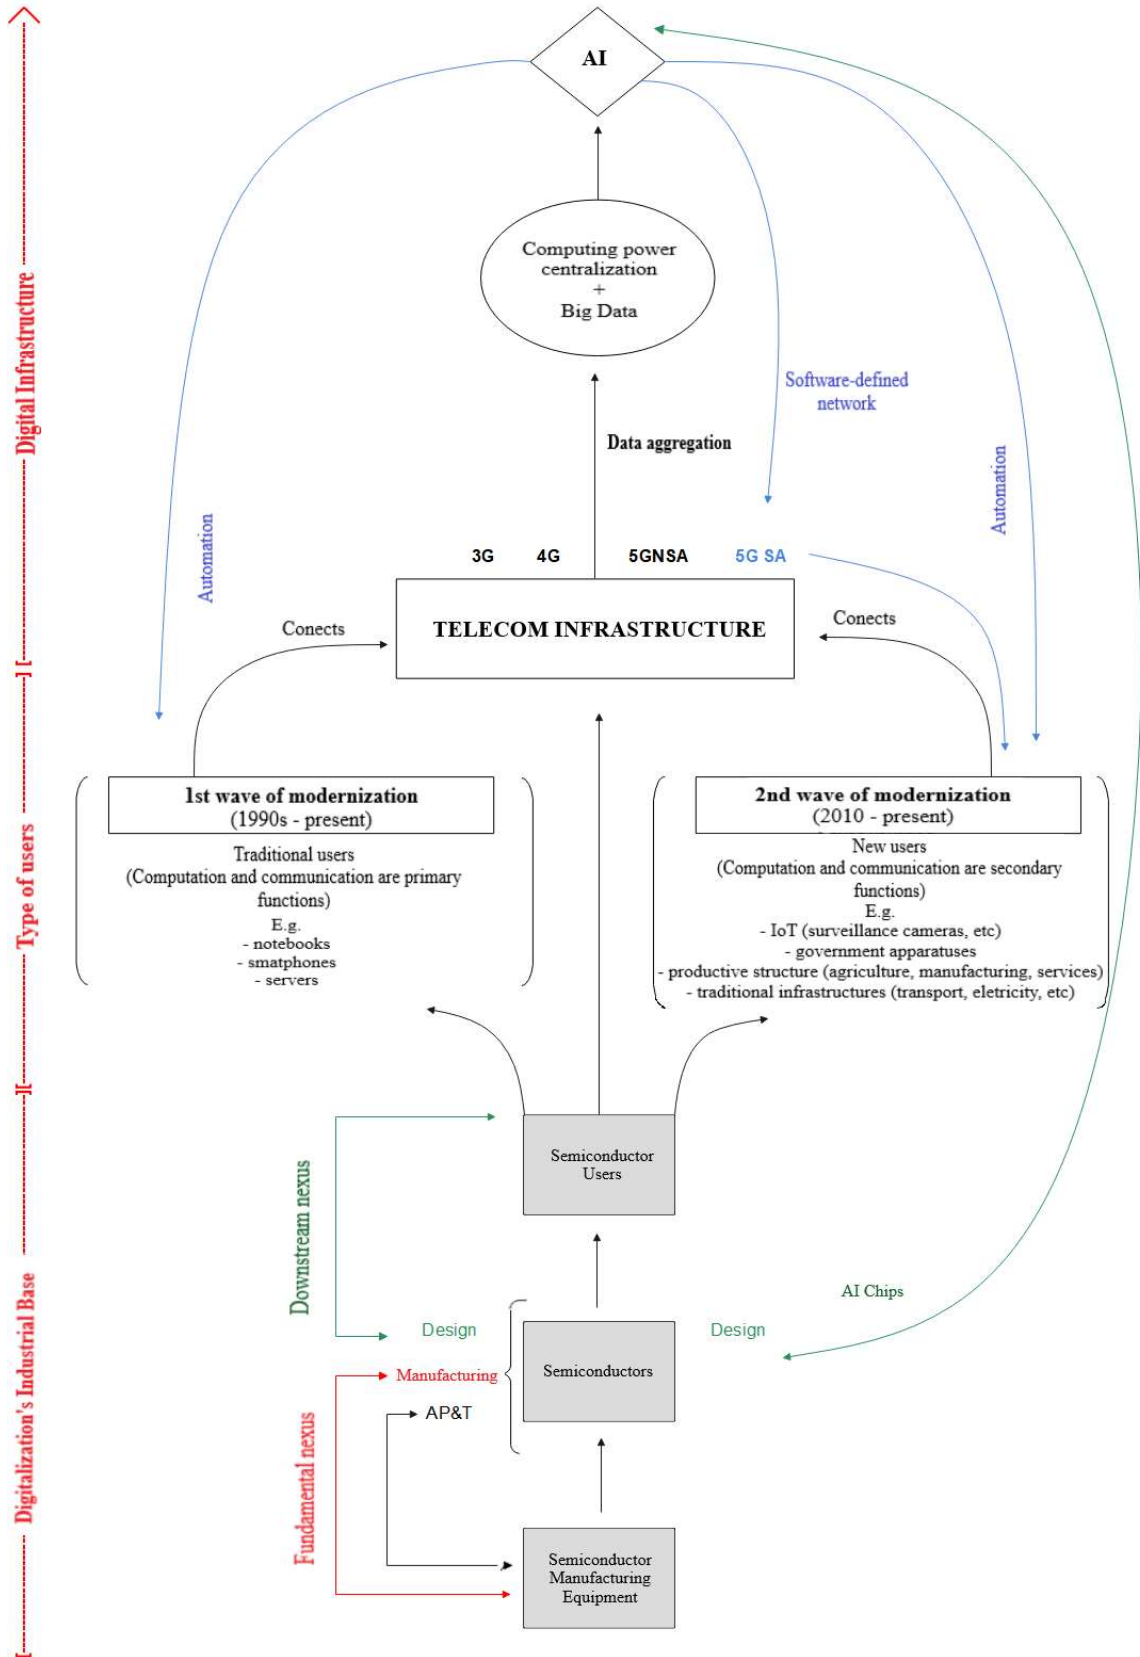 AI
Computing power
centralization
+
Big Data
Digital Infrastructure
Software-defined
network
Data aggregation
Automation
Automation
3G 4G 5GNSA 5G SA
TELECOM INFRASTRUCTURE
Conects
Conects
Type of users
1st wave of modernization
(1990s - present)
Traditional users
(Computation and communication are primary
functions)
E.g.
- notebooks
- smatphones
- servers
2nd wave of modernization
(2010 - present)
New users
(Computation and communication are secondary
functions)
E.g.
- IoT (surveillance cameras, etc)
- government apparatuses
- productive structure (agriculture, manufacturing, services)
- traditional infrastructures (transport, eletricity, etc)
Digitalization's Industrial Base
Semiconductor
Users
Downstream nexus
AI Chips
Design
Design
Manufacturing
Semiconductors
AP&T
Fundamental nexus
Semiconductor
Manufacturing
Equipment